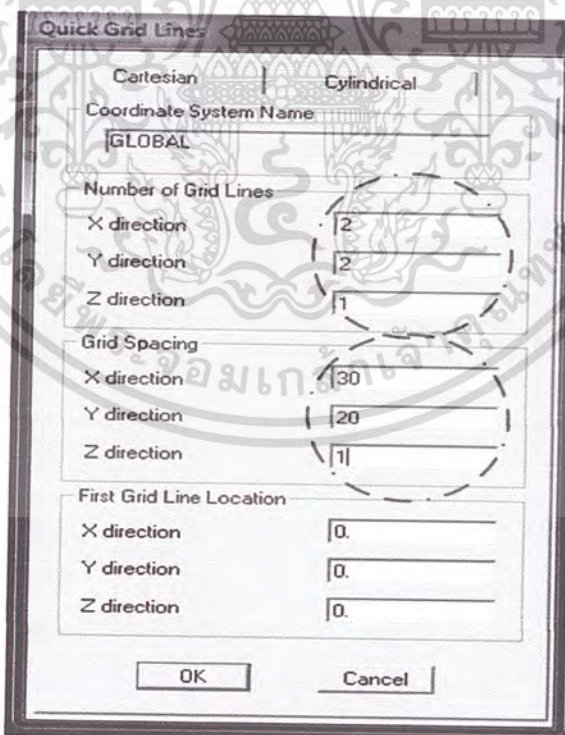 Quick Grid Lines
Cartesian Cylindrical
Coordinate System Name
GLOBAL
Number of Grid Lines
X direction 2
Y direction 2
Z direction 1
Grid Spacing
X direction 30
Y direction 20
Z direction 1
First Grid Line Location
X direction 0.
Y direction 0.
Z direction 0.
OK Cancel